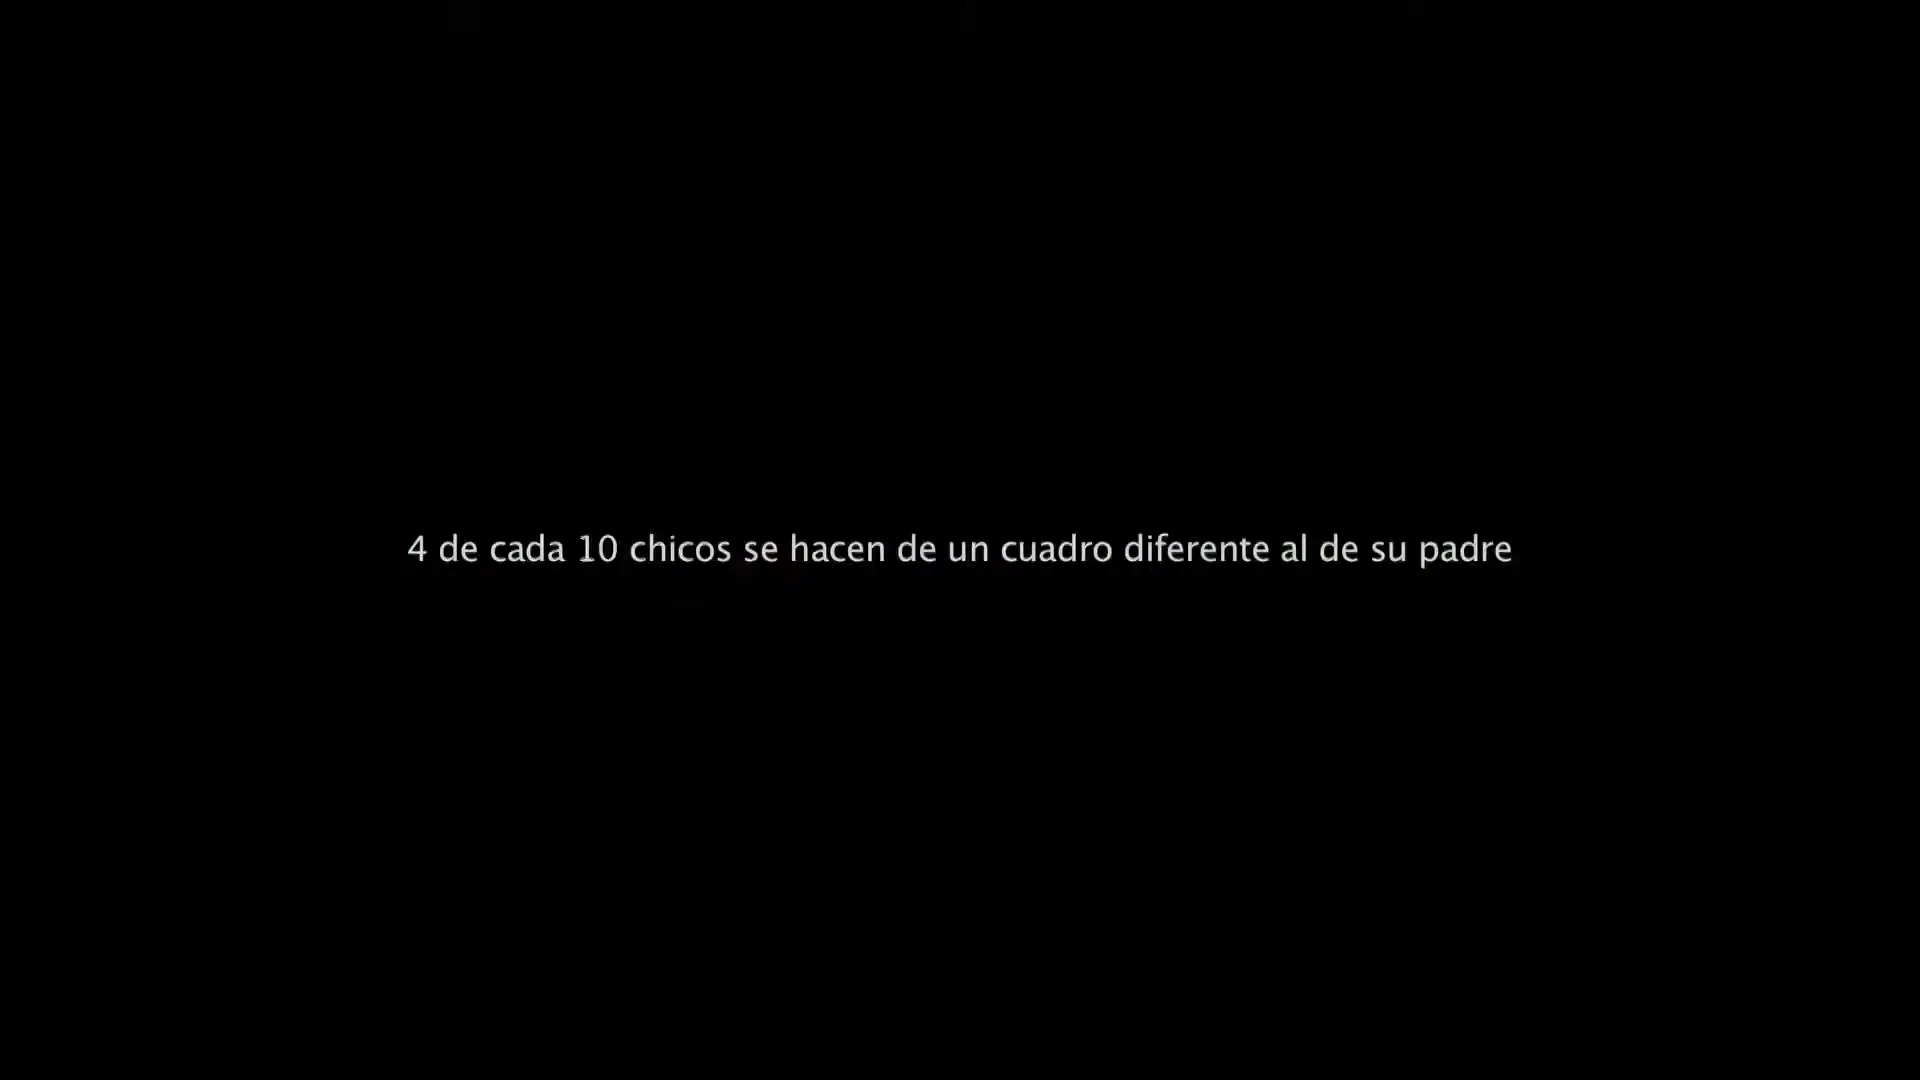 4 de cada 10 chicos se hacen de un cuadro diferente al de su padre